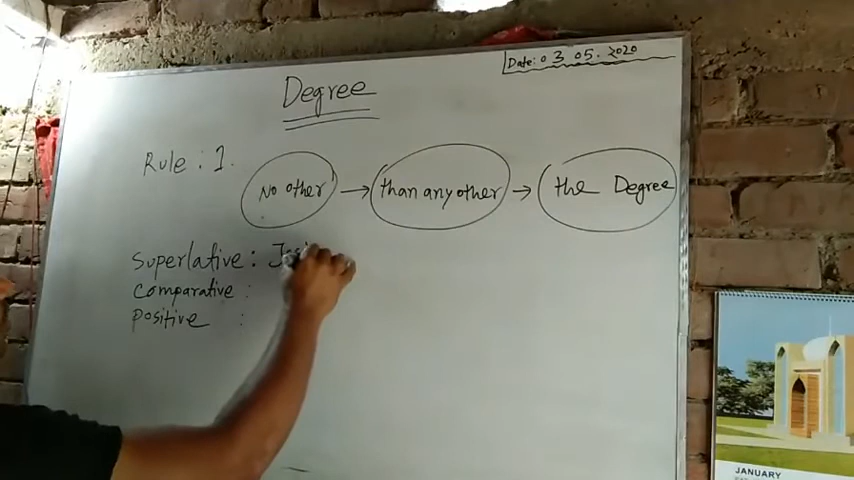 Date: 03.05.2020
Degree
Rule : 1.
No other → than any other → the Degree
Superlative :
Comparative :
Positive :
JANUARY